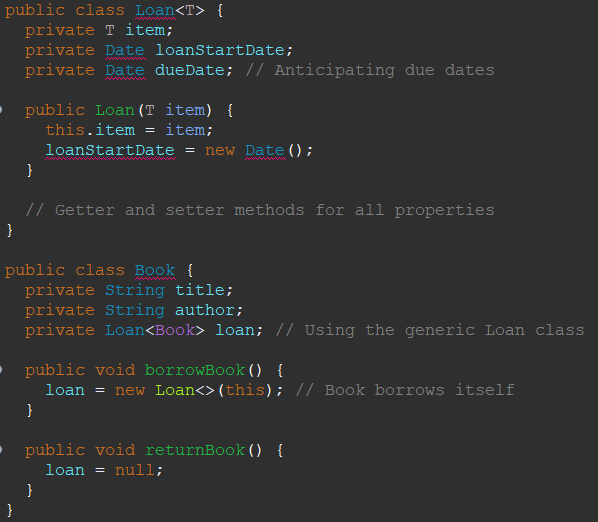 public class Loan<T> {
  private T item;
  private Date loanStartDate;
  private Date dueDate; // Anticipating due dates

  public Loan(T item) {
    this.item = item;
    loanStartDate = new Date();
  }

  // Getter and setter methods for all properties
}

public class Book {
  private String title;
  private String author;
  private Loan<Book> loan; // Using the generic Loan class

  public void borrowBook() {
    loan = new Loan<>(this); // Book borrows itself
  }

  public void returnBook() {
    loan = null;
  }
}